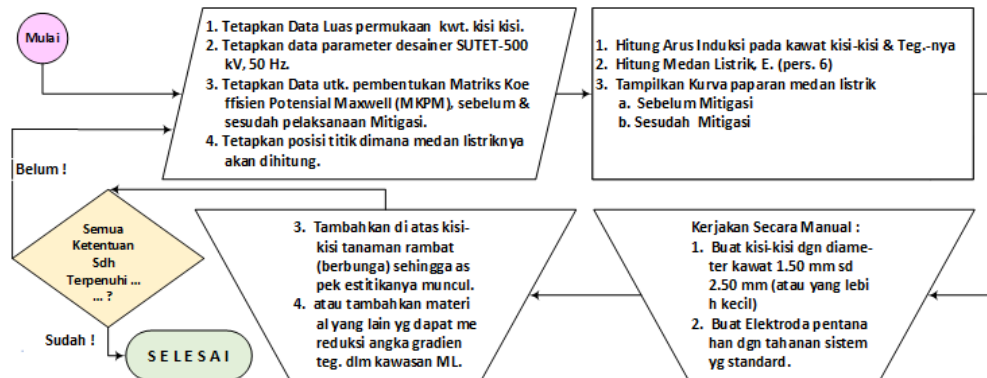 Mulai
1. Tetapkan Data Luas permukaan kwt. kisi kisi.
2. Tetapkan data parameter desainer SUTET-500
kV, 50 Hz.
3. Tetapkan Data utk. pembentukan Matriks Koe
ffisien Potensial Maxwell (MKPM), sebelum &
sesudah pelaksanaan Mitigasi.
4. Tetapkan posisi titik dimana medan listriknya
akan dihitung.
1. Hitung Arus Induksi pada kawat kisi-kisi & Teg.-nya
2. Hitung Medan Listrik, E. (pers. 6)
3. Tampilkan Kurva paparan medan listrik
a. Sebelum Mitigasi
b. Sesudah Mitigasi
Kerjakan Secara Manual :
1. Buat kisi-kisi dgn diame-
ter kawat 1.50 mm sd
2.50 mm (atau yang lebi
h kecil)
2. Buat Elektroda pentana
han dgn tahanan sistem
yg standard.
3. Tambahkan di atas kisi-
kisi tanaman rambat
(berbunga) sehingga as
pek estitikanya muncul.
4. atau tambahkan materi
al yang lain yg dapat me
reduksi angka gradien
teg. dlm kawasan ML.
Semua
Ketentuan
Sdh
Terpenuhi ...
... ?
Belum !
Sudah !
SELESAI